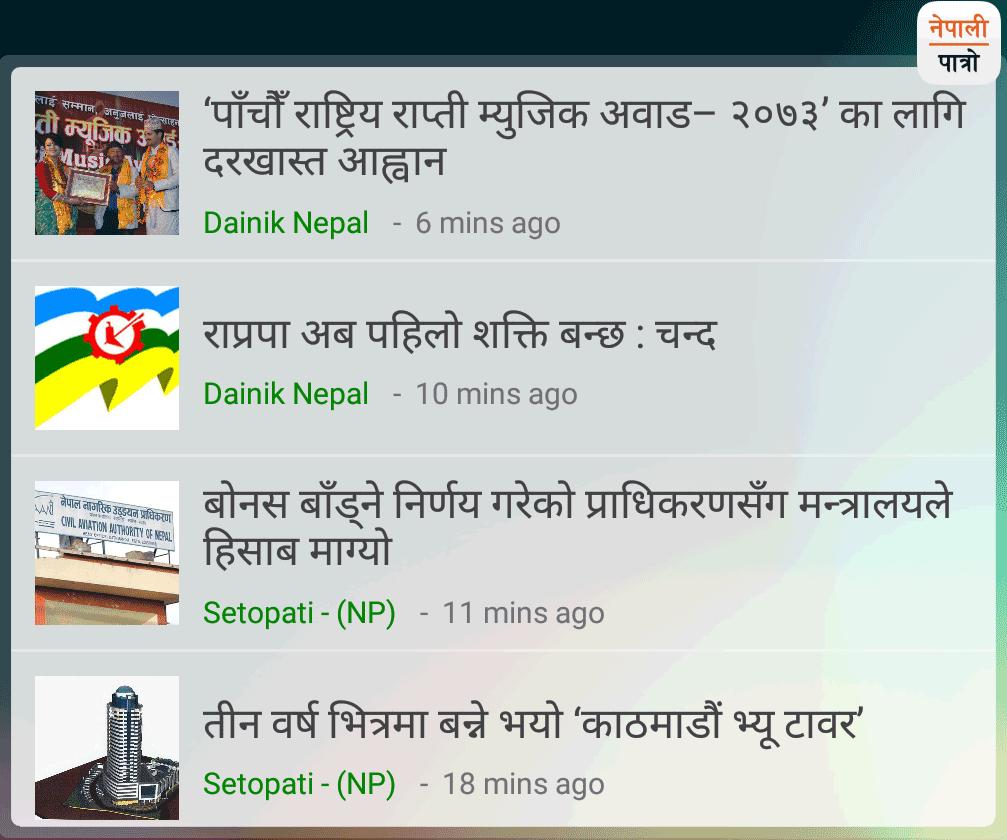 नेपाली
पात्रो
‘पाँचौँ राष्ट्रिय राप्ती म्युजिक अवाड– २०७३’ का लागि
दरखास्त आह्वान
Dainik Nepal - 6 mins ago
राप्रपा अब पहिलो शक्ति बन्छ : चन्द
Dainik Nepal - 10 mins ago
नेपाल नागरिक उड्डयन प्राधिकरण
CIVIL AVIATION AUTHORITY OF NEPAL
बोनस बाँड्ने निर्णय गरेको प्राधिकरणसँग मन्त्रालयले
हिसाब माग्यो
Setopati - (NP) - 11 mins ago
तीन वर्ष भित्रमा बन्ने भयो ‘काठमाडौं भ्यू टावर’
Setopati - (NP) - 18 mins ago